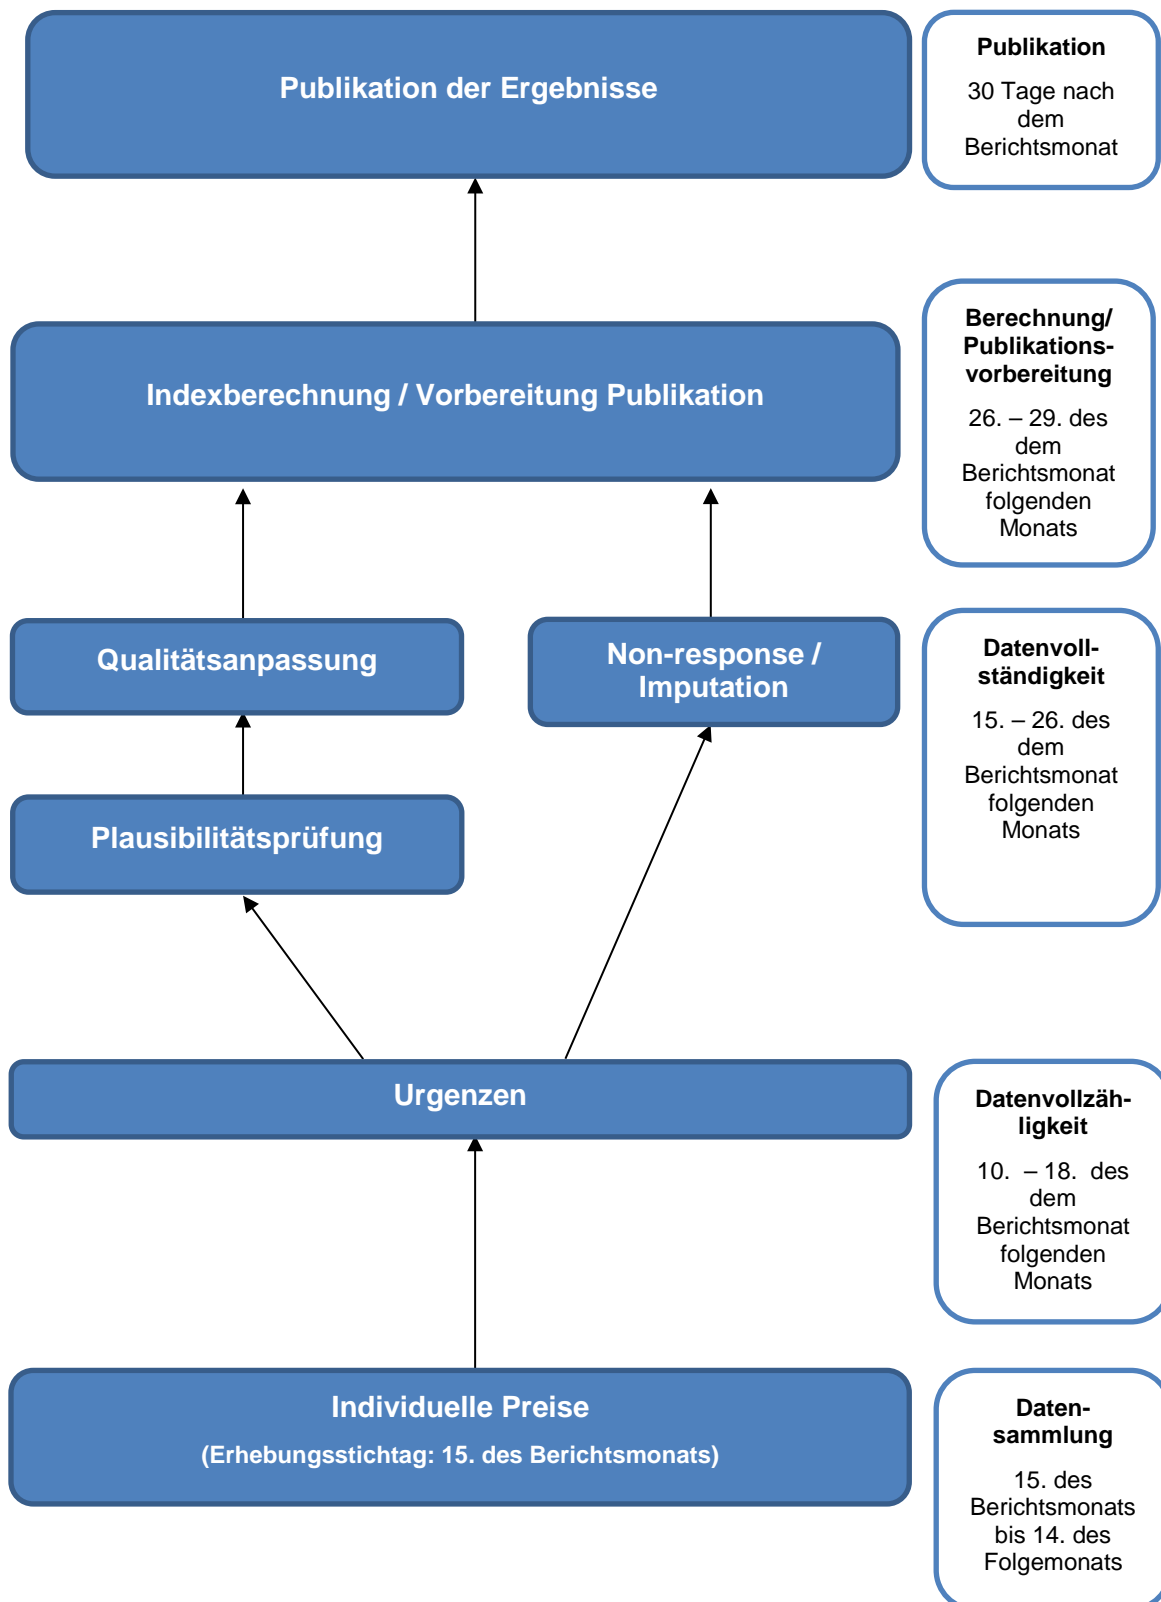 Publikation der Ergebnisse
Publikation
30 Tage nach
dem
Berichtsmonat
Indexberechnung / Vorbereitung Publikation
Berechnung/
Publikations-
vorbereitung
26. – 29. des
dem
Berichtsmonat
folgenden
Monats
Qualitätsanpassung
Non-response /
Imputation
Plausibilitätsprüfung
Datenvoll-
ständigkeit
15. – 26. des
dem
Berichtsmonat
folgenden
Monats
Urgenzen
Datenvollzäh-
ligkeit
10. – 18. des
dem
Berichtsmonat
folgenden
Monats
Individuelle Preise
(Erhebungsstichtag: 15. des Berichtsmonats)
Daten-
sammlung
15. des
Berichtsmonats
bis 14. des
Folgemonats